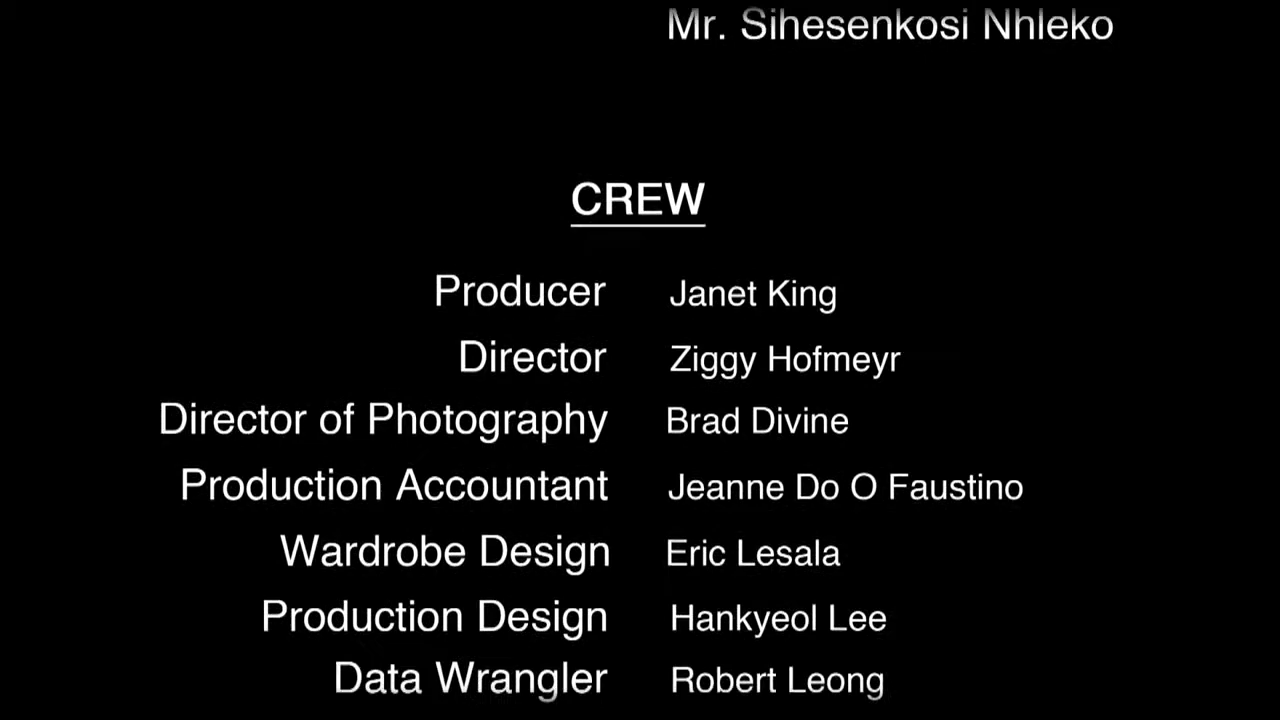 Mr. Sihesenkosi Nhleko
CREW
Producer Janet King
Director Ziggy Hofmeyr
Director of Photography Brad Divine
Production Accountant Jeanne Do O Faustino
Wardrobe Design Eric Lesala
Production Design Hankyeol Lee
Data Wrangler Robert Leong